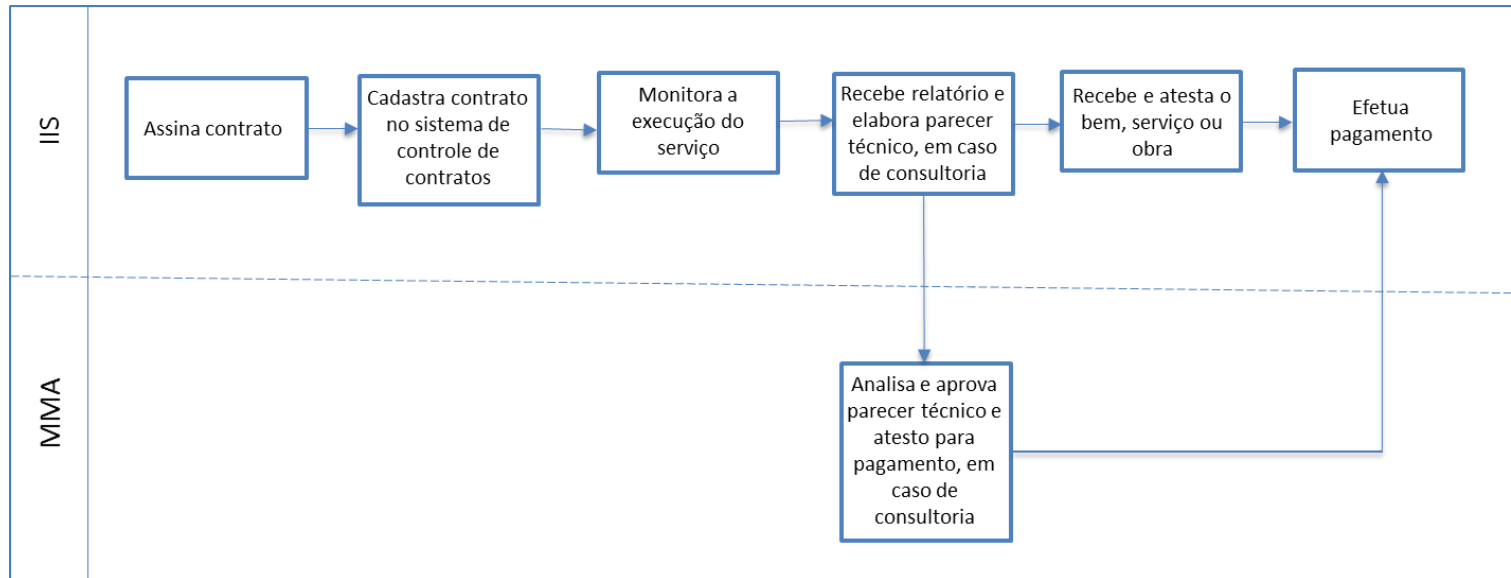 IIS
Assina contrato
Cadastra contrato
no sistema de
controle de
contratos
Monitora a
execução do
serviço
Recebe relatório e
elabora parecer
técnico, em caso
de consultoria
Recebe e atesta o
bem, serviço ou
obra
Efetua
pagamento
MMA
Analisa e aprova
parecer técnico e
atesto para
pagamento, em
caso de
consultoria